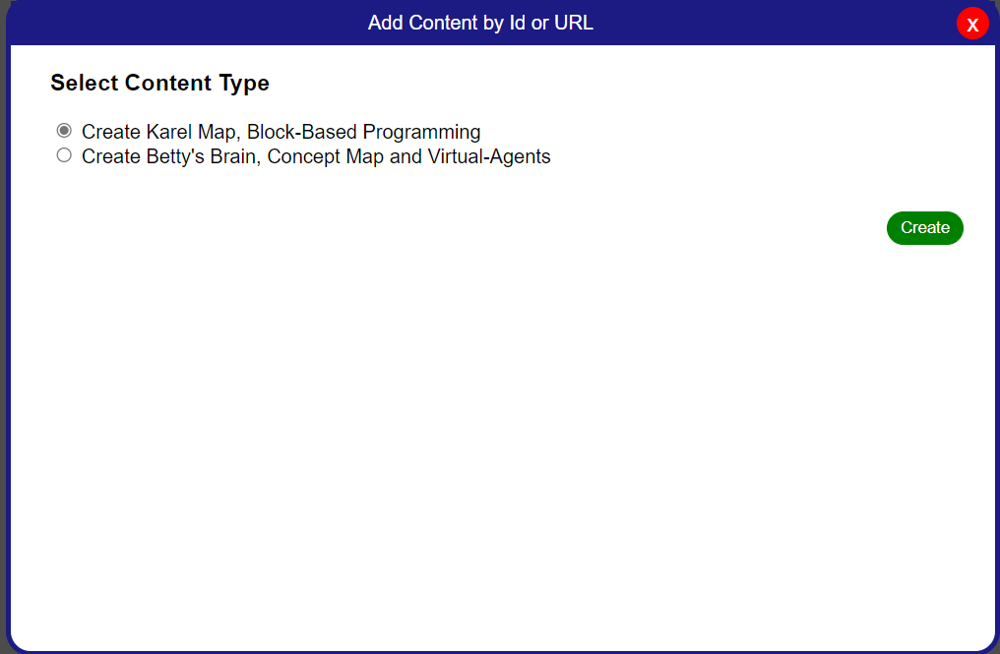 Add Content by Id or URL
X
Select Content Type
Create Karel Map, Block-Based Programming
Create Betty's Brain, Concept Map and Virtual-Agents
Create